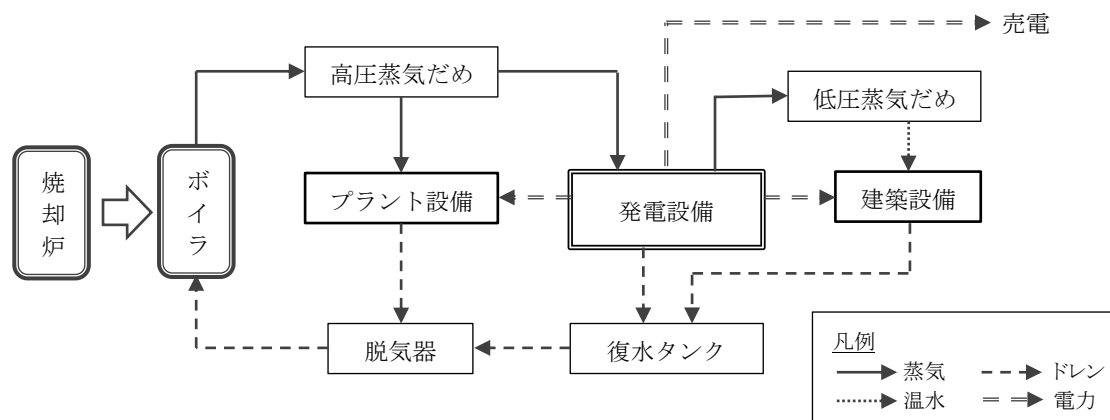 売電
高圧蒸気だめ
低圧蒸気だめ
焼却炉
ボイラ
プラント設備
発電設備
建築設備
脱気器
復水タンク
凡例
蒸気
ドレン
温水
電力